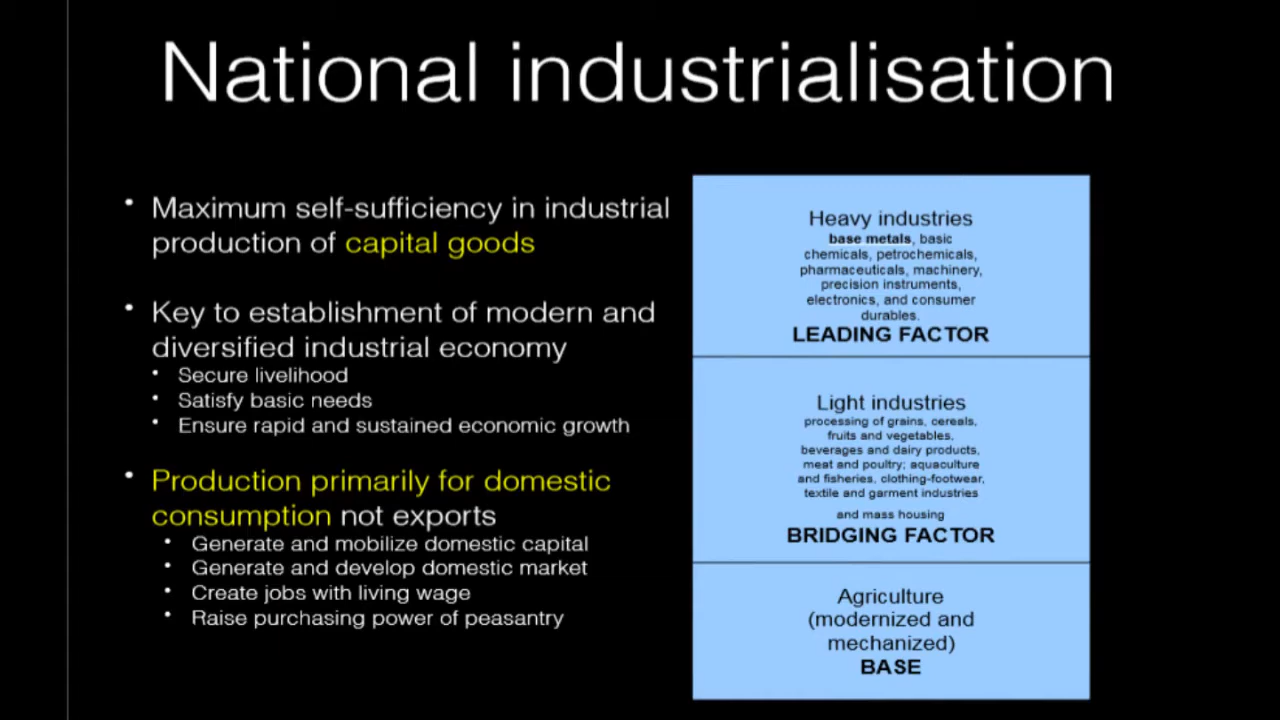 National industrialisation
• Maximum self-sufficiency in industrial
production of capital goods
• Key to establishment of modern and
diversified industrial economy
• Secure livelihood
• Satisfy basic needs
• Ensure rapid and sustained economic growth
• Production primarily for domestic
consumption not exports
• Generate and mobilize domestic capital
• Generate and develop domestic market
• Create jobs with living wage
• Raise purchasing power of peasantry
Heavy industries
base metals, basic
chemicals, petrochemicals,
pharmaceuticals, machinery,
precision instruments,
electronics, and consumer
durables.
LEADING FACTOR
Light industries
processing of grains, cereals,
fruits and vegetables,
beverages and dairy products,
meat and poultry; aquaculture
and fisheries, clothing-footwear,
textile and garment industries
and mass housing
BRIDGING FACTOR
Agriculture
(modernized and
mechanized)
BASE